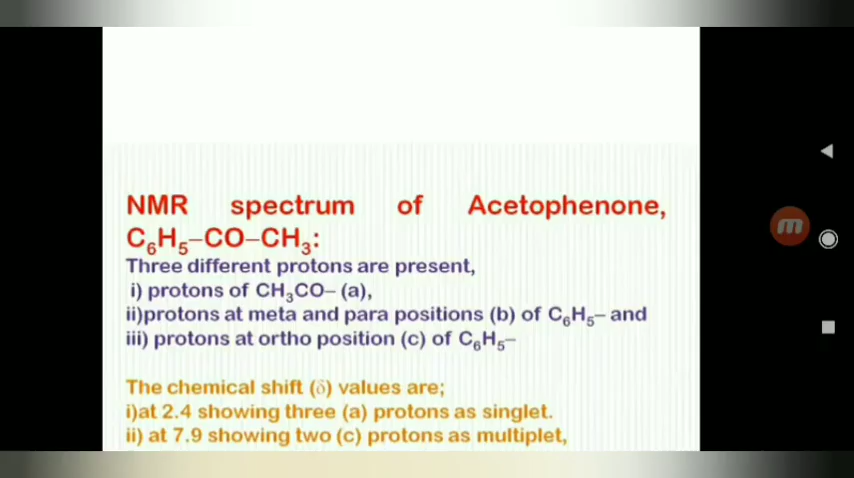 NMR spectrum of Acetophenone,
C₆H₅–CO–CH₃:
Three different protons are present,
i) protons of CH₃CO– (a),
ii)protons at meta and para positions (b) of C₆H₅– and
iii) protons at ortho position (c) of C₆H₅–
The chemical shift (δ) values are;
i)at 2.4 showing three (a) protons as singlet.
ii) at 7.9 showing two (c) protons as multiplet,